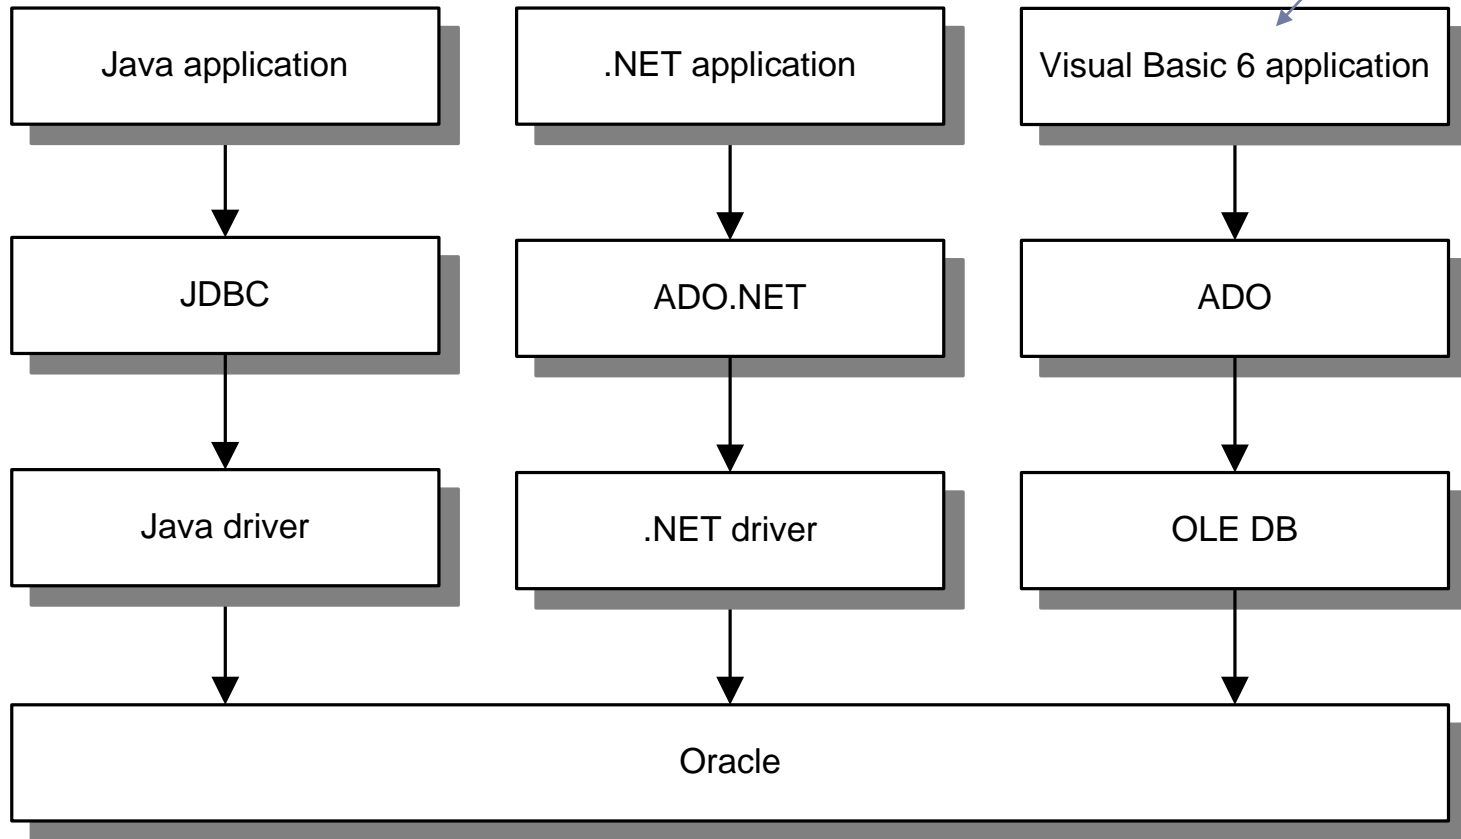 Java application
.NET application
Visual Basic 6 application
JDBC
ADO.NET
ADO
Java driver
.NET driver
OLE DB
Oracle